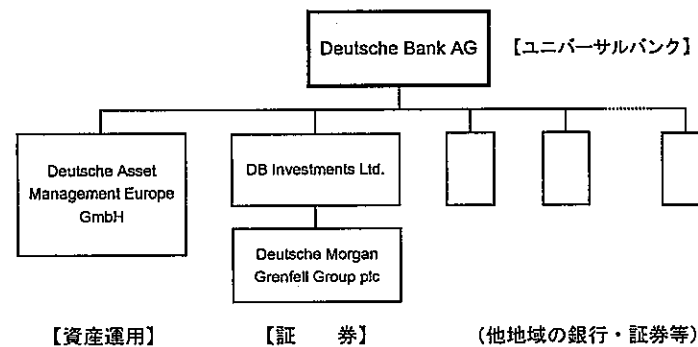 Deutsche Bank AG
【ユニバーサルバンク】
Deutsche Asset
Management Europe
GmbH
DB Investments Ltd.
Deutsche Morgan
Grenfell Group plc
【資産運用】
【証　　券】
（他地域の銀行・証券等）